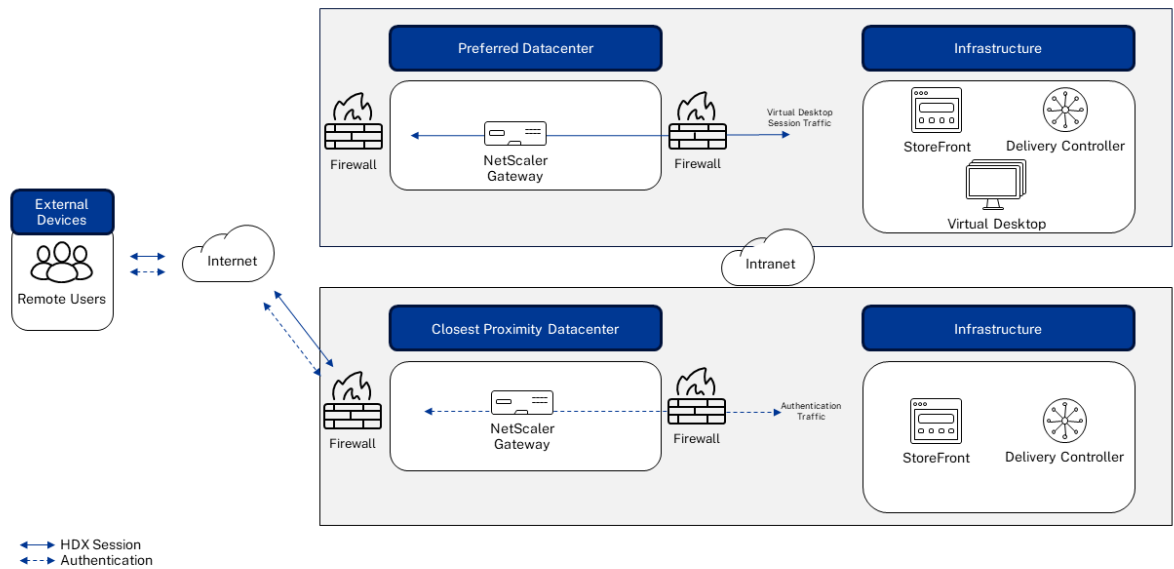 Preferred Datacenter
Infrastructure
Firewall
NetScaler
Gateway
Firewall
Virtual Desktop
Session Traffic
StoreFront
Delivery Controller
Virtual Desktop
External
Devices
Remote Users
Internet
Intranet
Closest Proximity Datacenter
Infrastructure
Firewall
NetScaler
Gateway
Firewall
Authentication
Traffic
StoreFront
Delivery Controller
HDX Session
Authentication